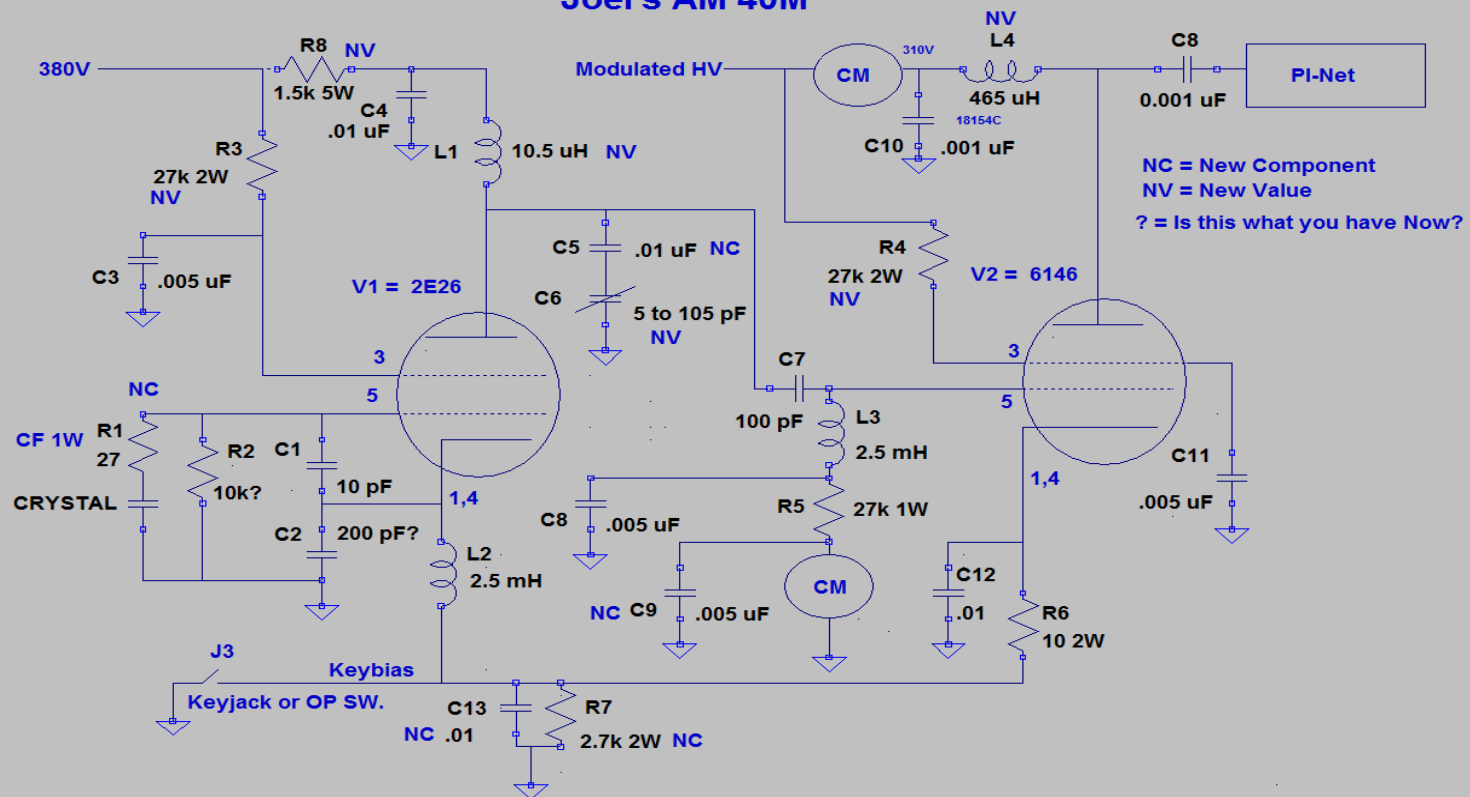 Joel's AM 40M
380V
R8
NV
1.5k 5W
C4
.01 uF
R3
27k 2W
NV
L1
10.5 uH
NV
C3
.005 uF
V1 = 2E26
C5
.01 uF
NC
C6
5 to 105 pF
NV
Modulated HV
CM
310V
NV
L4
465 uH
18154C
C10
.001 uF
C8
0.001 uF
PI-Net
NC = New Component
NV = New Value
? = Is this what you have Now?
R4
27k 2W
NV
V2 = 6146
3
5
NC
CF 1W
R1
27
CRYSTAL
R2
10k?
C1
10 pF
C2
200 pF?
1,4
L2
2.5 mH
C7
100 pF
L3
2.5 mH
3
5
1,4
C11
.005 uF
C8
.005 uF
R5
27k 1W
NC
C9
.005 uF
CM
C12
.01
R6
10 2W
J3
Keybias
Keyjack or OP SW.
C13
NC
.01
R7
2.7k 2W
NC